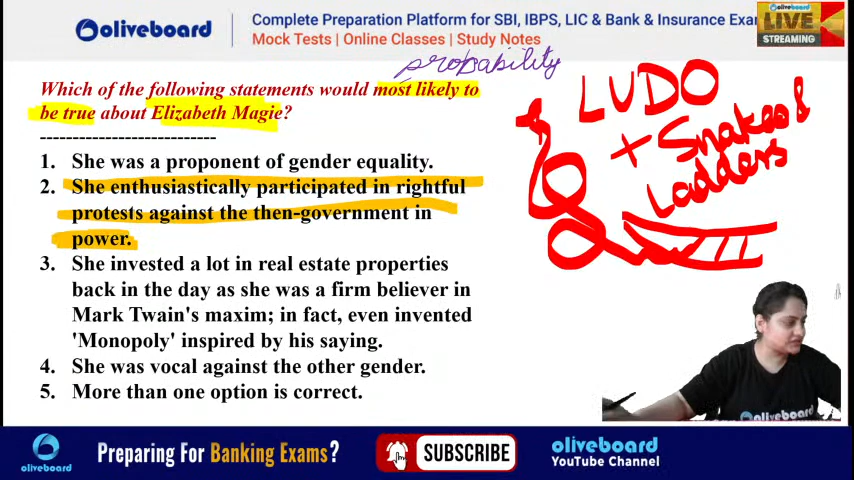 oliveboard
Complete Preparation Platform for SBI, IBPS, LIC & Bank & Insurance Exa
Mock Tests | Online Classes | Study Notes
LIVE
STREAMING
probability
Which of the following statements would most likely to
be true about Elizabeth Magie?
---------------------------
1. She was a proponent of gender equality.
2. She enthusiastically participated in rightful
protests against the then-government in
power.
3. She invested a lot in real estate properties
back in the day as she was a firm believer in
Mark Twain's maxim; in fact, even invented
'Monopoly' inspired by his saying.
4. She was vocal against the other gender.
5. More than one option is correct.
LUDO
+ Snakes &
Ladders
oliveboard
oliveboard
Preparing For Banking Exams?
SUBSCRIBE
oliveboard
YouTube Channel